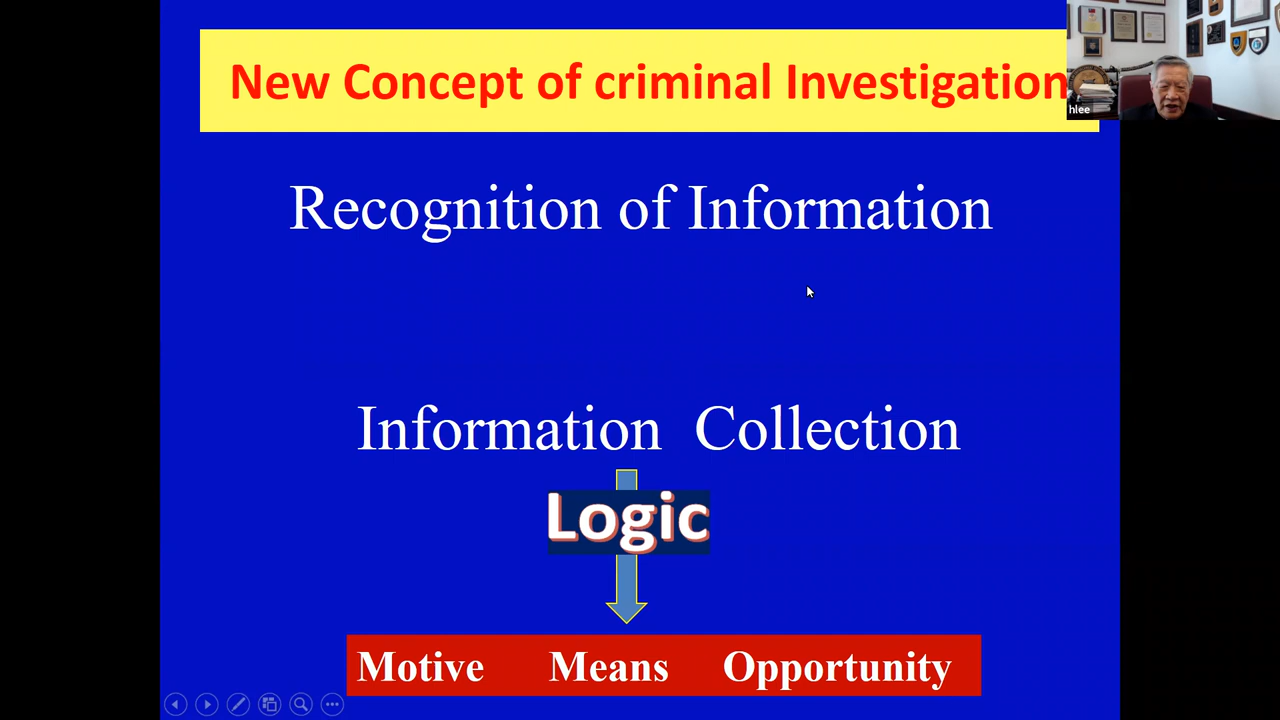 New Concept of criminal Investigation
hlee
Recognition of Information
Information Collection
Logic
Motive Means Opportunity